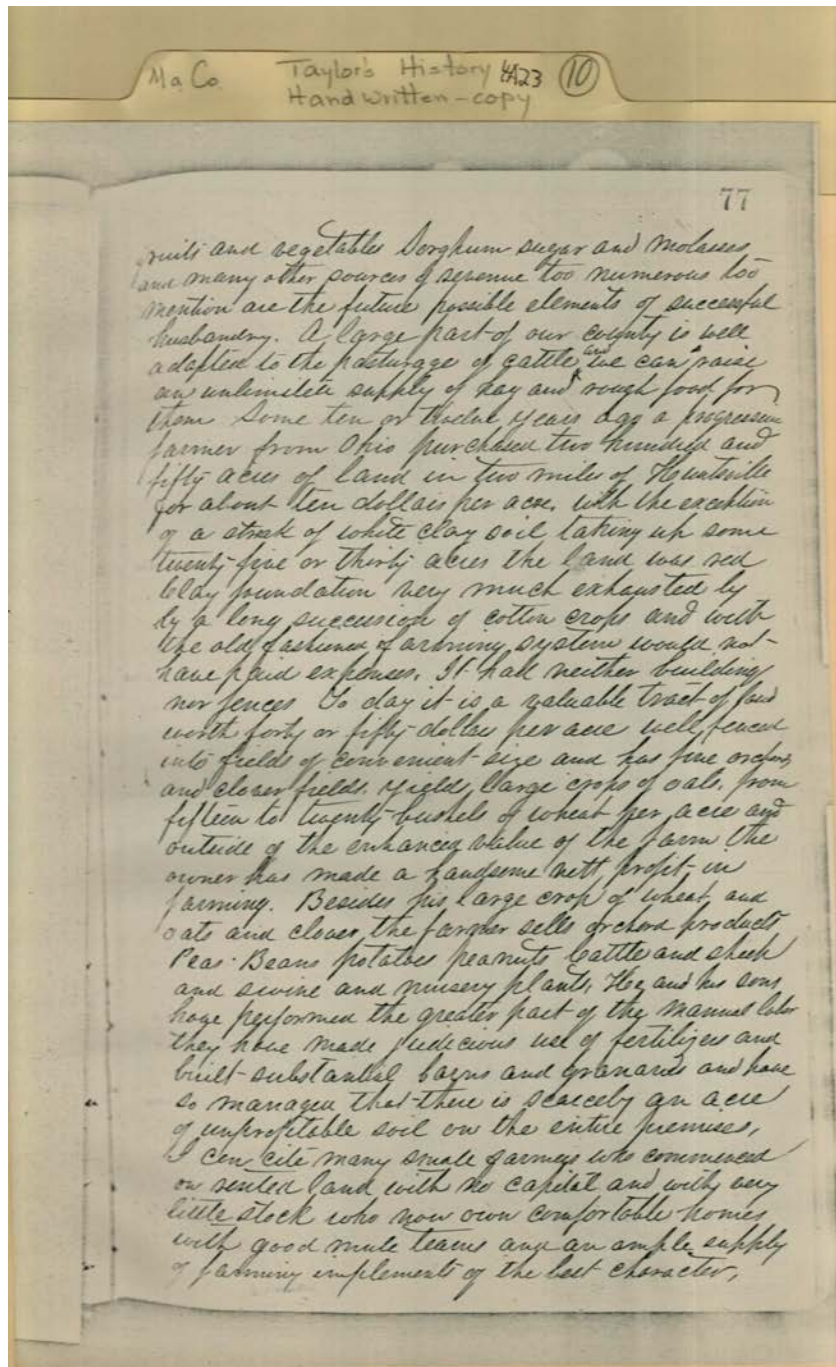 Ma Co. Taylor's History 4A23 10
Handwritten - copy
77
fruits and vegetables Sorghum sugar and molasses
and many other sources of revenue too numerous too
mention are the future possible elements of successful
husbandry. A large part of our county is well
adapted to the pasturage of cattle and we can raise
an unlimited supply of hay and rough food for
them Some ten or twelve years ago a progressive
farmer from Ohio purchased two hundred and
fifty acres of land in two miles of Huntsville
for about ten dollars per acre. With the exception
of a streak of white clay soil taking up some
twenty five or thirty acres the land was red
Clay foundation very much exhausted by
by a long succession of cotton crops and with
the old fashioned farming system would not
have paid expenses. It had neither building
nor fences To day it is a valuable tract of land
worth forty or fifty dollars per acre well fenced
into fields of convenient size and has fine orchards
and clover fields. yields large crops of oats. from
fifteen to twenty bushels of wheat per acre and
outside of the enhanced value of the farm the
owner has made a handsome nett profit in
farming. Besides his large crop of wheat and
oats and clover, the farmer sells orchard products
Peas Beans potatoes peanuts cattle and sheep
and swine and nursery plants. He and his sons
have performed the greater part of the manual labor
they have made judicious use of fertilizers and
built substantial barns and granaries and have
so managed that there is scarcely an acre
of unprofitable soil on the entire premises,
I can cite many small farmers who commenced
on rented land with no capital and with very
little stock who now own comfortable homes
with good mule teams and an ample supply
of farming implements of the best character,